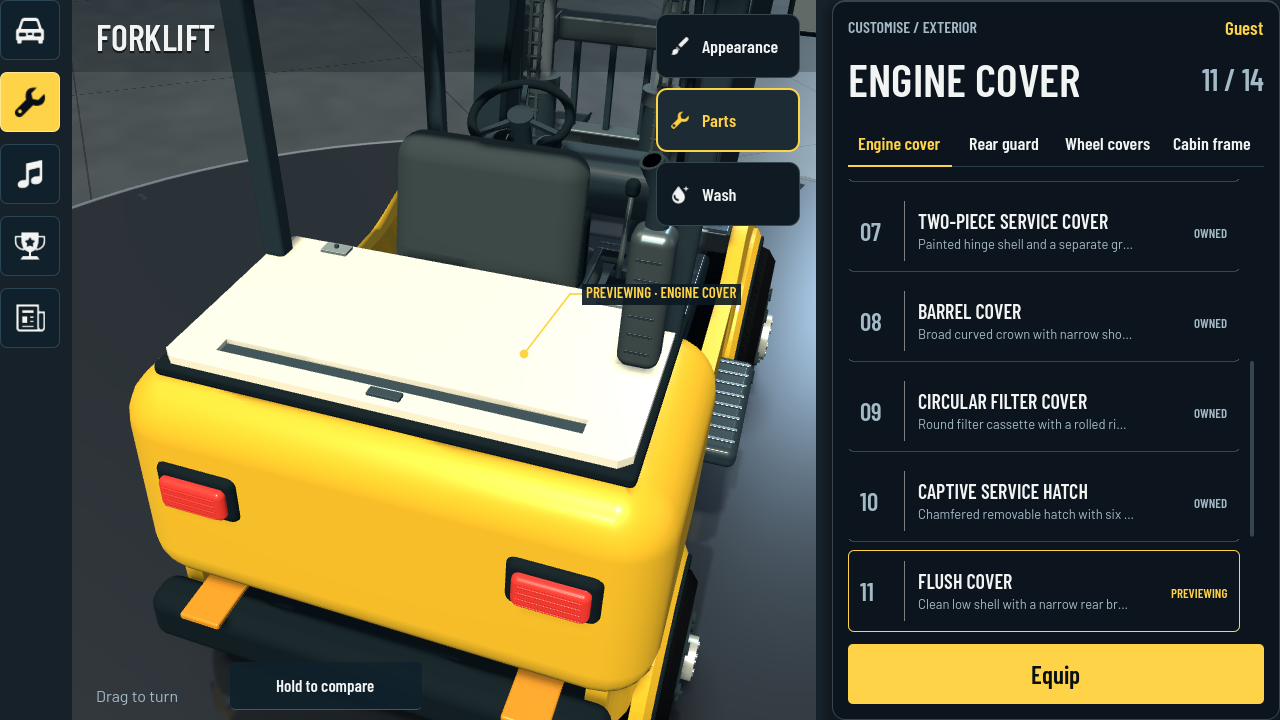 FORKLIFT
Appearance
Parts
Wash
PREVIEWING · ENGINE COVER
Drag to turn
Hold to compare
CUSTOMISE / EXTERIOR
Guest
ENGINE COVER
11 / 14
Engine cover
Rear guard
Wheel covers
Cabin frame
07
TWO-PIECE SERVICE COVER
Painted hinge shell and a separate gr…
OWNED
08
BARREL COVER
Broad curved crown with narrow sho…
OWNED
09
CIRCULAR FILTER COVER
Round filter cassette with a rolled ri…
OWNED
10
CAPTIVE SERVICE HATCH
Chamfered removable hatch with six …
OWNED
11
FLUSH COVER
Clean low shell with a narrow rear br…
PREVIEWING
Equip